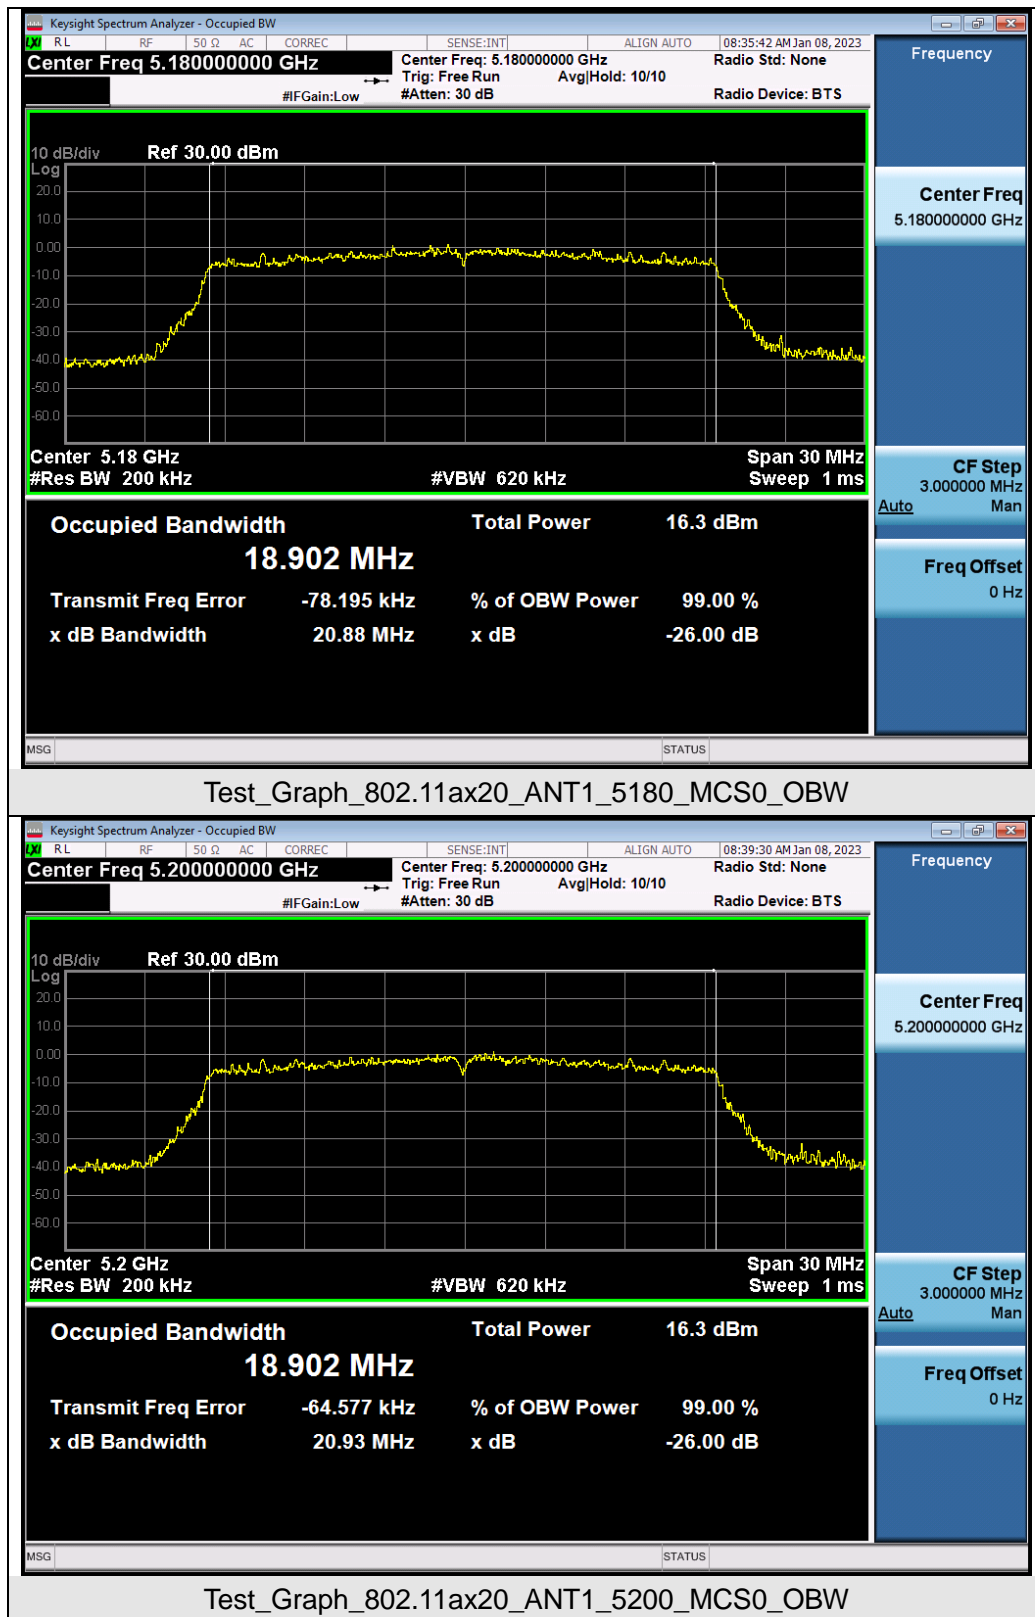 Keysight Spectrum Analyzer - Occupied BW
LXI RL RF 50 Ω AC CORREC SENSE:INT ALIGN AUTO 08:35:42 AM Jan 08, 2023
Center Freq 5.180000000 GHz
Center Freq: 5.180000000 GHz
Radio Std: None
Trig: Free Run Avg|Hold: 10/10
#IFGain:Low
#Atten: 30 dB
Radio Device: BTS
Frequency
10 dB/div Ref 30.00 dBm
Log
20.0
10.0
0.00
-10.0
-20.0
-30.0
-40.0
-50.0
-60.0
Center Freq
5.180000000 GHz
Center 5.18 GHz
Span 30 MHz
#Res BW 200 kHz
#VBW 620 kHz
Sweep 1 ms
CF Step
3.000000 MHz
Auto Man
Freq Offset
0 Hz
Occupied Bandwidth
Total Power 16.3 dBm
18.902 MHz
Transmit Freq Error -78.195 kHz % of OBW Power 99.00 %
x dB Bandwidth 20.88 MHz x dB -26.00 dB
MSG STATUS
Test_Graph_802.11ax20_ANT1_5180_MCS0_OBW
Keysight Spectrum Analyzer - Occupied BW
LXI RL RF 50 Ω AC CORREC SENSE:INT ALIGN AUTO 08:39:30 AM Jan 08, 2023
Center Freq 5.200000000 GHz
Center Freq: 5.200000000 GHz
Radio Std: None
Trig: Free Run Avg|Hold: 10/10
#IFGain:Low
#Atten: 30 dB
Radio Device: BTS
Frequency
10 dB/div Ref 30.00 dBm
Log
20.0
10.0
0.00
-10.0
-20.0
-30.0
-40.0
-50.0
-60.0
Center Freq
5.200000000 GHz
Center 5.2 GHz
Span 30 MHz
#Res BW 200 kHz
#VBW 620 kHz
Sweep 1 ms
CF Step
3.000000 MHz
Auto Man
Freq Offset
0 Hz
Occupied Bandwidth
Total Power 16.3 dBm
18.902 MHz
Transmit Freq Error -64.577 kHz % of OBW Power 99.00 %
x dB Bandwidth 20.93 MHz x dB -26.00 dB
MSG STATUS
Test_Graph_802.11ax20_ANT1_5200_MCS0_OBW